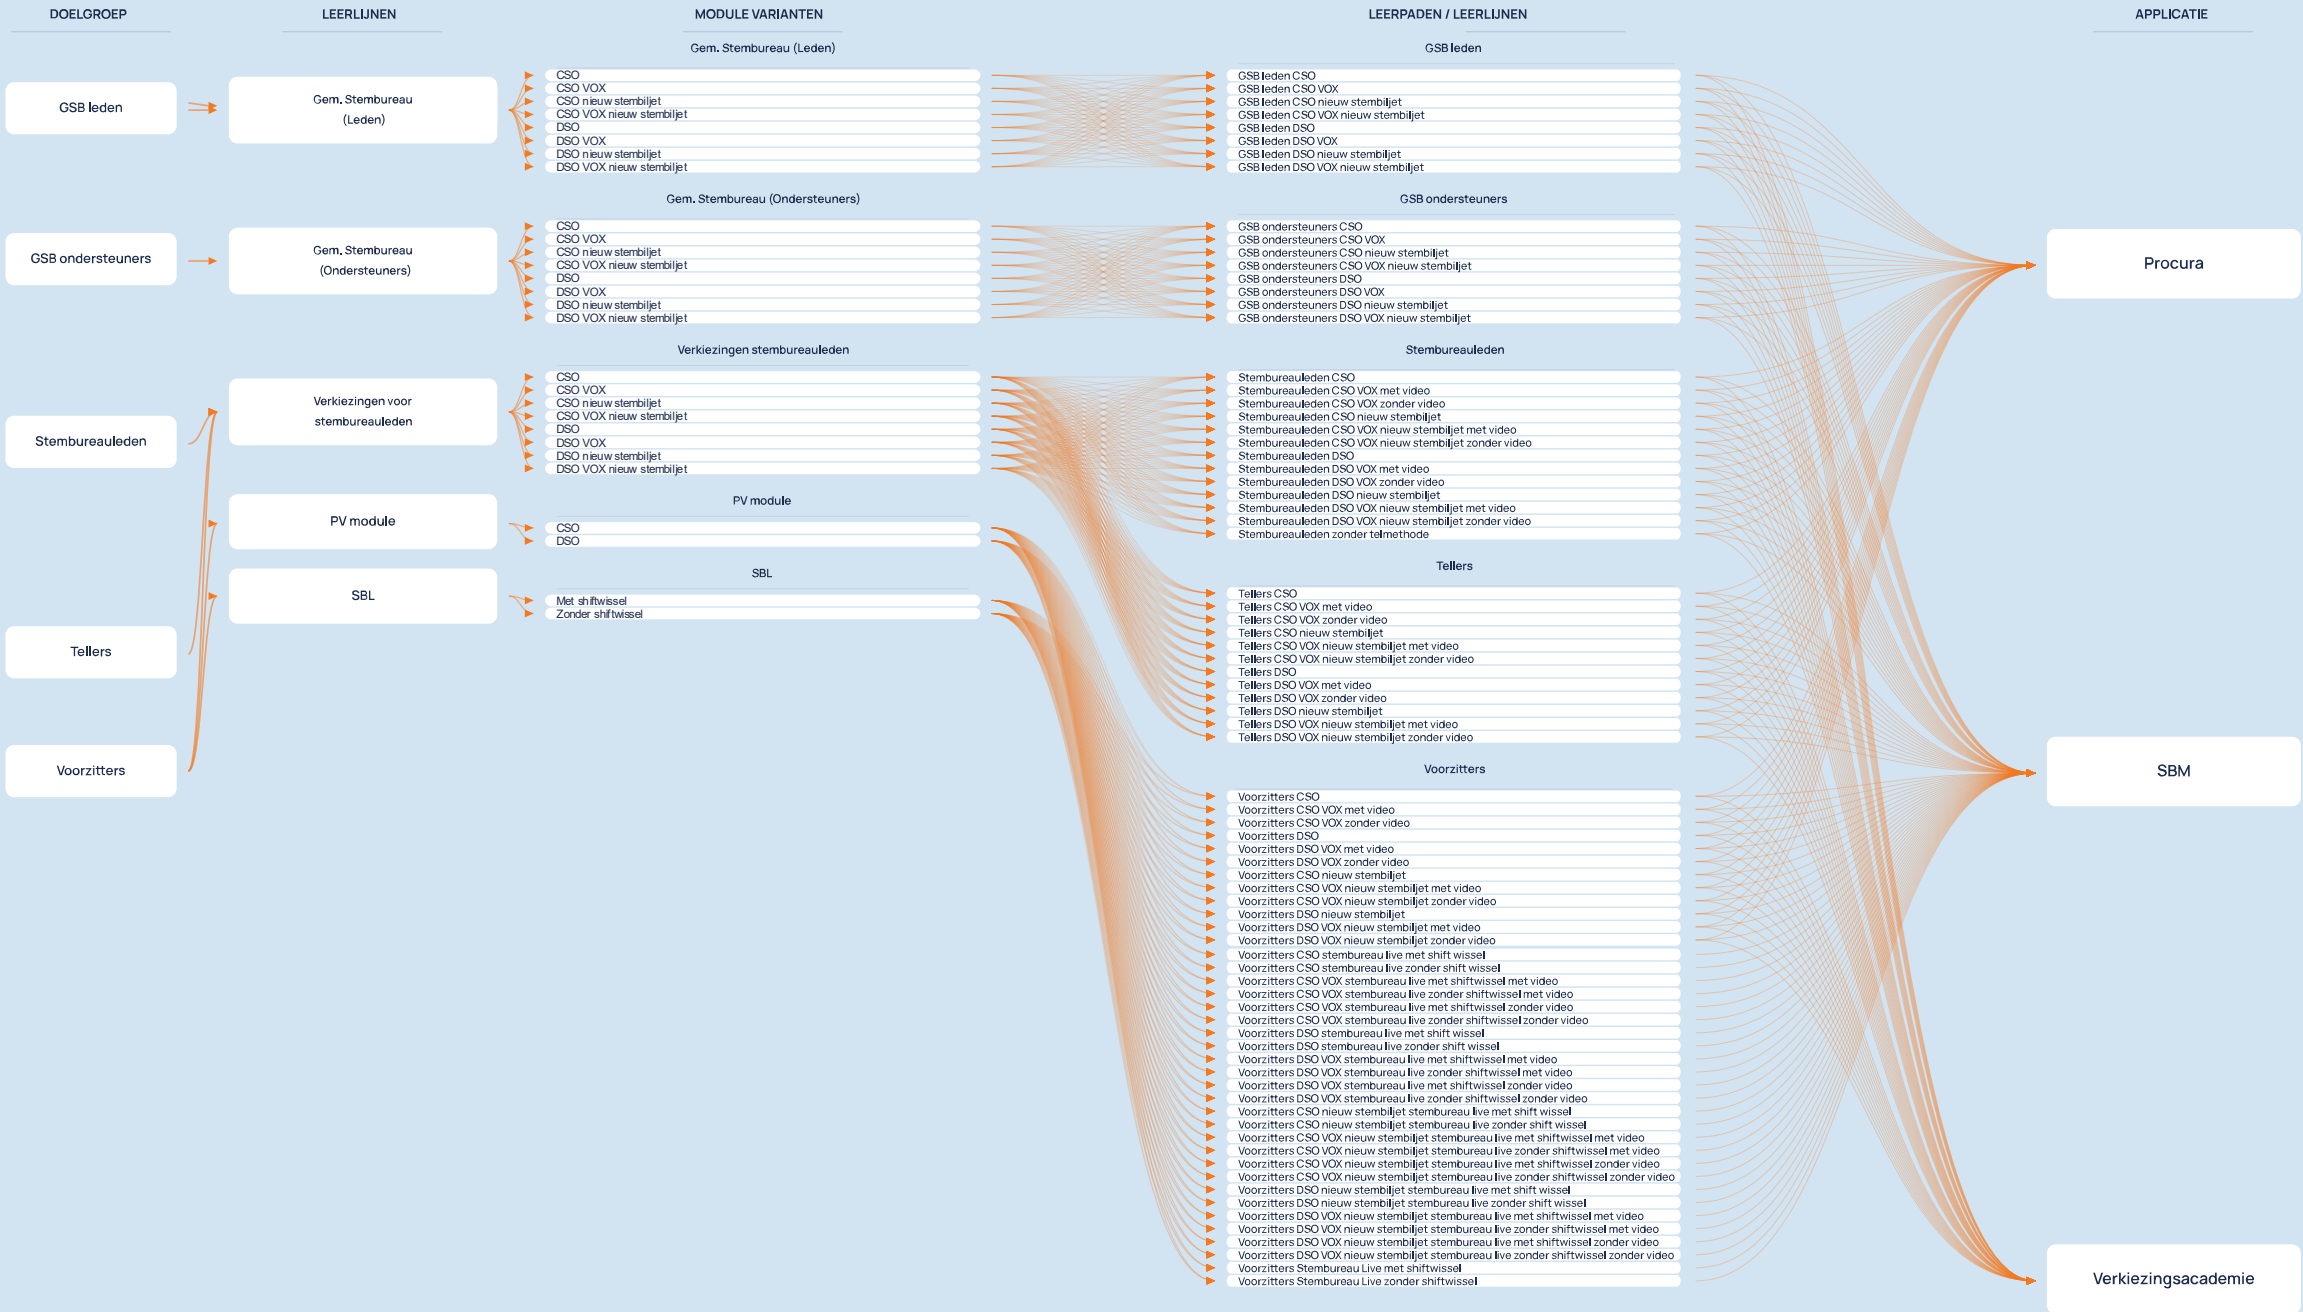 DOELGROEP
LEERLIJNEN
MODULE VARIANTEN
LEERPADEN / LEERLIJNEN
APPLICATIE
GSB leden
GSB ondersteuners
Stembureauleden
Tellers
Voorzitters
Gem. Stembureau
(Leden)
Gem. Stembureau
(Ondersteuners)
Verkiezingen voor
stembureauleden
PV module
SBL
Gem. Stembureau (Leden)
CSO
CSO VOX
CSO nieuw stembiljet
CSO VOX nieuw stembiljet
DSO
DSO VOX
DSO nieuw stembiljet
DSO VOX nieuw stembiljet
Gem. Stembureau (Ondersteuners)
CSO
CSO VOX
CSO nieuw stembiljet
CSO VOX nieuw stembiljet
DSO
DSO VOX
DSO nieuw stembiljet
DSO VOX nieuw stembiljet
Verkiezingen stembureauleden
CSO
CSO VOX
CSO nieuw stembiljet
CSO VOX nieuw stembiljet
DSO
DSO VOX
DSO nieuw stembiljet
DSO VOX nieuw stembiljet
PV module
CSO
DSO
SBL
Met shiftwissel
Zonder shiftwissel
GSB leden
GSB leden CSO
GSB leden CSO VOX
GSB leden CSO nieuw stembiljet
GSB leden CSO VOX nieuw stembiljet
GSB leden DSO
GSB leden DSO VOX
GSB leden DSO nieuw stembiljet
GSB leden DSO VOX nieuw stembiljet
GSB ondersteuners
GSB ondersteuners CSO
GSB ondersteuners CSO VOX
GSB ondersteuners CSO nieuw stembiljet
GSB ondersteuners CSO VOX nieuw stembiljet
GSB ondersteuners DSO
GSB ondersteuners DSO VOX
GSB ondersteuners DSO nieuw stembiljet
GSB ondersteuners DSO VOX nieuw stembiljet
Stembureauleden
Stembureauleden CSO
Stembureauleden CSO VOX met video
Stembureauleden CSO VOX zonder video
Stembureauleden CSO nieuw stembiljet
Stembureauleden CSO VOX nieuw stembiljet met video
Stembureauleden CSO VOX nieuw stembiljet zonder video
Stembureauleden DSO
Stembureauleden DSO VOX met video
Stembureauleden DSO VOX zonder video
Stembureauleden DSO nieuw stembiljet
Stembureauleden DSO VOX nieuw stembiljet met video
Stembureauleden DSO VOX nieuw stembiljet zonder video
Stembureauleden zonder telmethode
Tellers
Tellers CSO
Tellers CSO VOX met video
Tellers CSO VOX zonder video
Tellers CSO nieuw stembiljet
Tellers CSO VOX nieuw stembiljet met video
Tellers CSO VOX nieuw stembiljet zonder video
Tellers DSO
Tellers DSO VOX met video
Tellers DSO VOX zonder video
Tellers DSO nieuw stembiljet
Tellers DSO VOX nieuw stembiljet met video
Tellers DSO VOX nieuw stembiljet zonder video
Voorzitters
Voorzitters CSO
Voorzitters CSO VOX met video
Voorzitters CSO VOX zonder video
Voorzitters DSO
Voorzitters DSO VOX met video
Voorzitters DSO VOX zonder video
Voorzitters CSO nieuw stembiljet
Voorzitters CSO VOX nieuw stembiljet met video
Voorzitters CSO VOX nieuw stembiljet zonder video
Voorzitters DSO nieuw stembiljet
Voorzitters DSO VOX nieuw stembiljet met video
Voorzitters DSO VOX nieuw stembiljet zonder video
Voorzitters CSO stembureau live met shift wissel
Voorzitters CSO stembureau live zonder shift wissel
Voorzitters CSO VOX stembureau live met shiftwissel met video
Voorzitters CSO VOX stembureau live zonder shiftwissel met video
Voorzitters CSO VOX stembureau live met shiftwissel zonder video
Voorzitters CSO VOX stembureau live zonder shiftwissel zonder video
Voorzitters DSO stembureau live met shift wissel
Voorzitters DSO stembureau live zonder shift wissel
Voorzitters DSO VOX stembureau live met shiftwissel met video
Voorzitters DSO VOX stembureau live zonder shiftwissel met video
Voorzitters DSO VOX stembureau live met shiftwissel zonder video
Voorzitters DSO VOX stembureau live zonder shiftwissel zonder video
Voorzitters CSO nieuw stembiljet stembureau live met shift wissel
Voorzitters CSO nieuw stembiljet stembureau live zonder shift wissel
Voorzitters CSO VOX nieuw stembiljet stembureau live met shiftwissel met video
Voorzitters CSO VOX nieuw stembiljet stembureau live zonder shiftwissel met video
Voorzitters CSO VOX nieuw stembiljet stembureau live met shiftwissel zonder video
Voorzitters CSO VOX nieuw stembiljet stembureau live zonder shiftwissel zonder video
Voorzitters DSO nieuw stembiljet stembureau live met shift wissel
Voorzitters DSO nieuw stembiljet stembureau live zonder shift wissel
Voorzitters DSO VOX nieuw stembiljet stembureau live met shiftwissel met video
Voorzitters DSO VOX nieuw stembiljet stembureau live zonder shiftwissel met video
Voorzitters DSO VOX nieuw stembiljet stembureau live met shiftwissel zonder video
Voorzitters DSO VOX nieuw stembiljet stembureau live zonder shiftwissel zonder video
Voorzitters Stembureau Live met shiftwissel
Voorzitters Stembureau Live zonder shiftwissel
Procura
SBM
Verkiezingsacademie